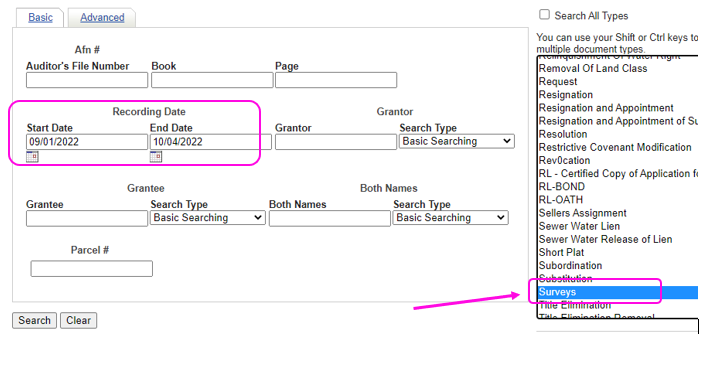 Basic Advanced
Afn #
Auditor's File Number Book Page
Recording Date Grantor
Start Date End Date Grantor Search Type
09/01/2022 10/04/2022 Basic Searching
Grantee Both Names
Grantee Search Type Both Names Search Type
Basic Searching Basic Searching
Parcel #
Search Clear
Search All Types
You can use your Shift or Ctrl keys to
multiple document types.
Relinquishment Of Water Right
Removal Of Land Class
Request
Resignation
Resignation and Appointment
Resignation and Appointment of Su
Resolution
Restrictive Covenant Modification
Rev0cation
RL - Certified Copy of Application fo
RL-BOND
RL-OATH
Sellers Assignment
Sewer Water Lien
Sewer Water Release of Lien
Short Plat
Subordination
Substitution
Surveys
Title Elimination
Title Elimination Removal